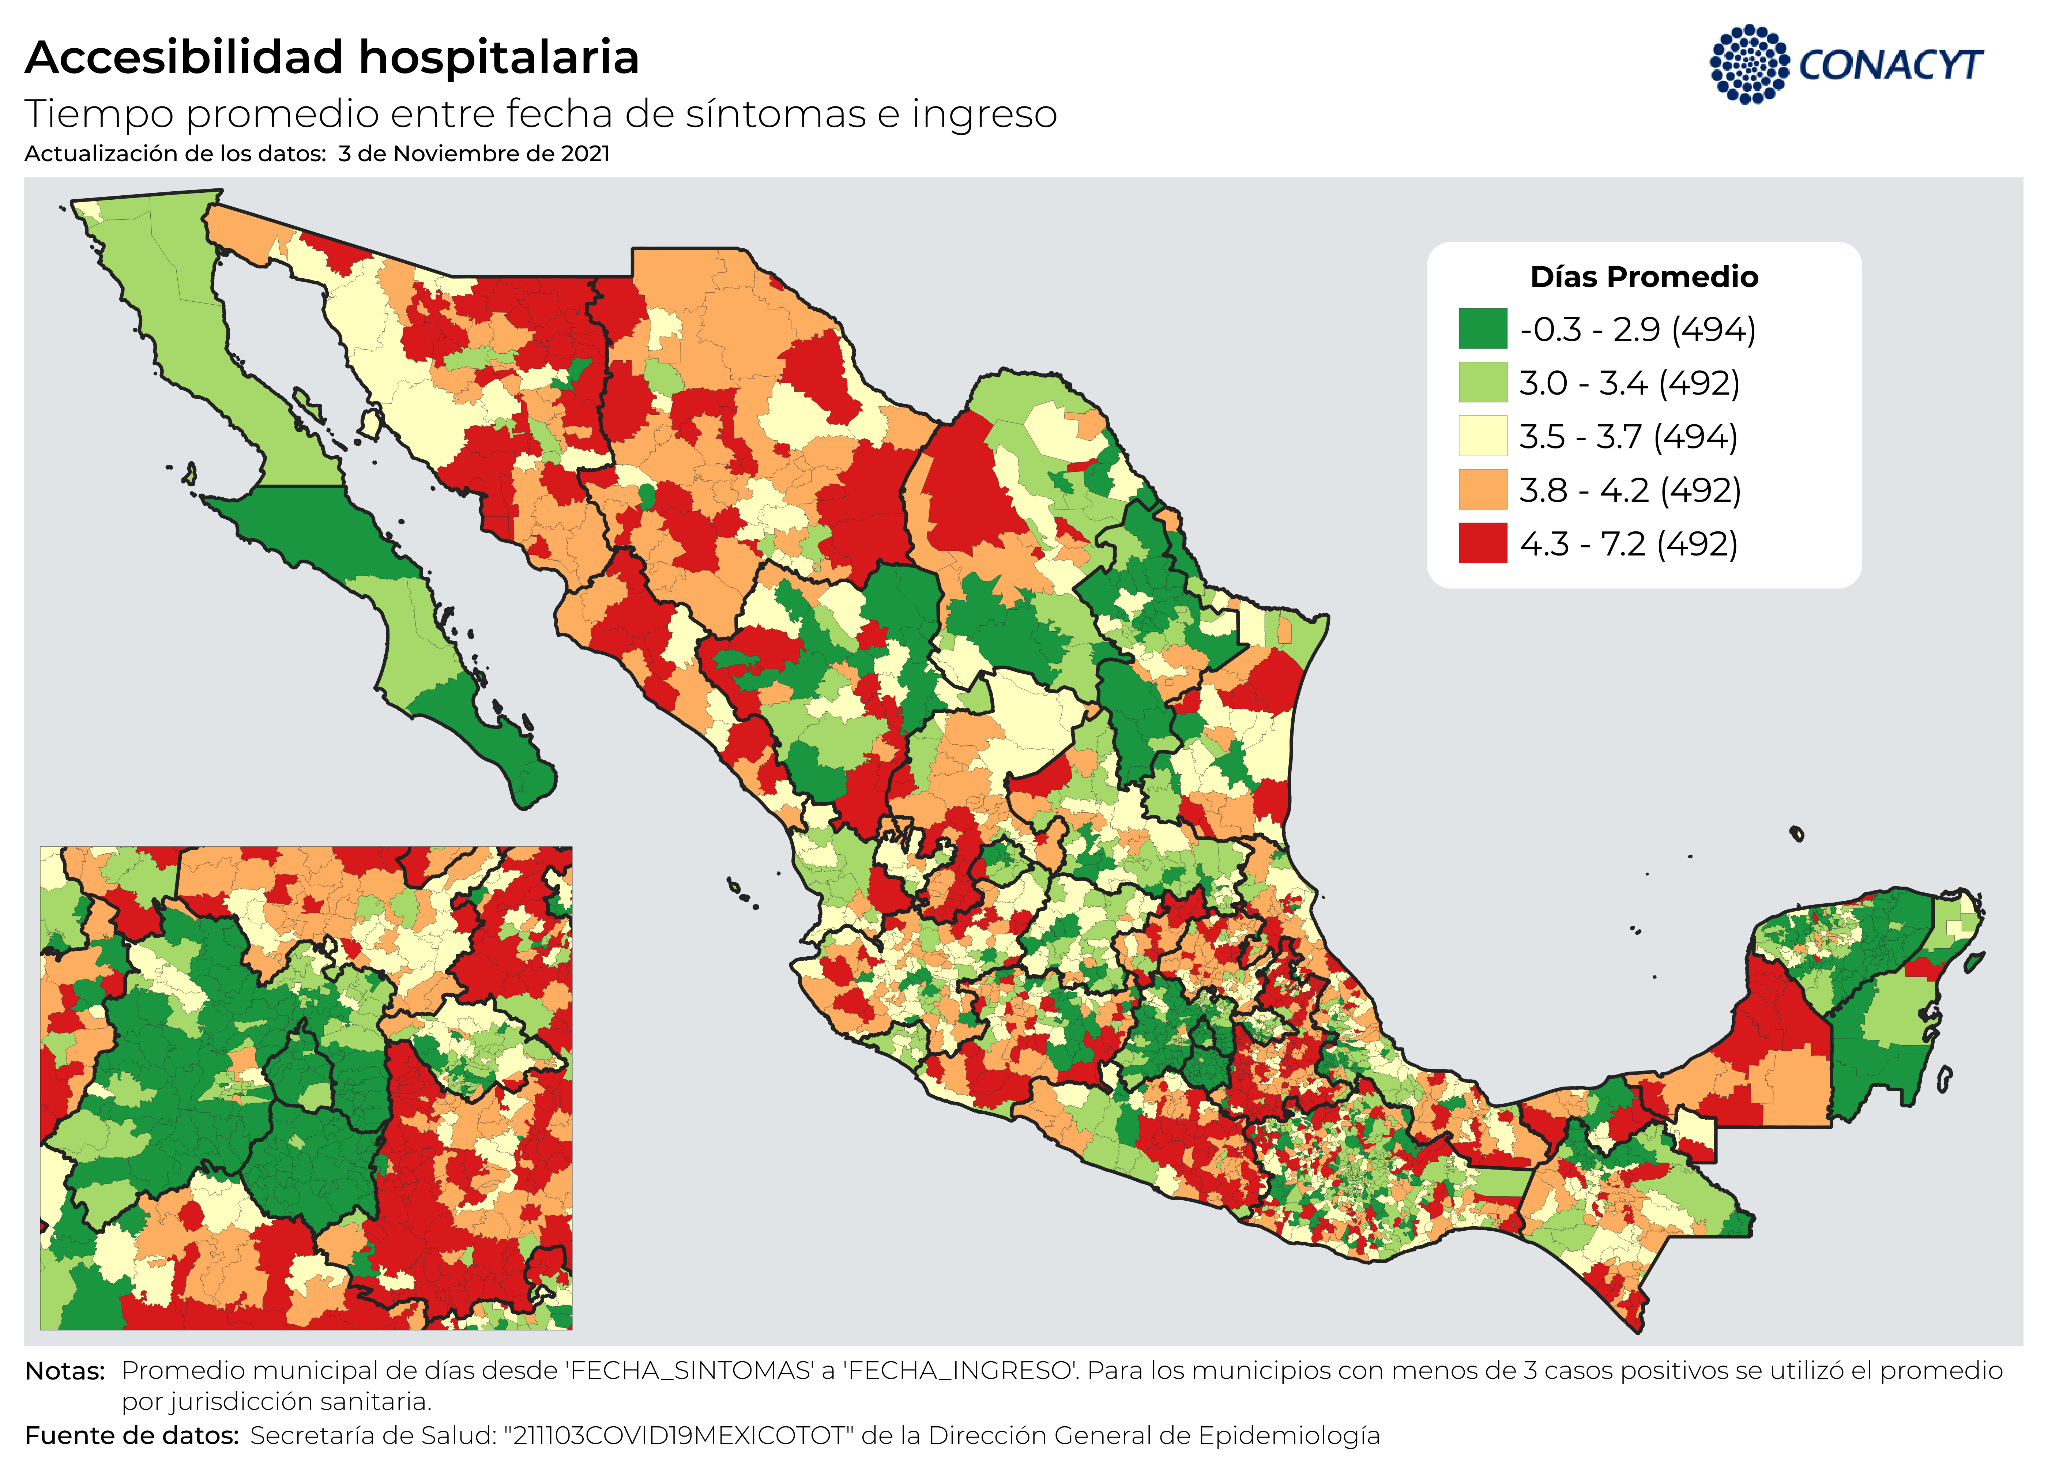 Accesibilidad hospitalaria
Tiempo promedio entre fecha de síntomas e ingreso
Actualización de los datos: 3 de Noviembre de 2021
CONACYT
Días Promedio
-0.3 - 2.9 (494)
3.0 - 3.4 (492)
3.5 - 3.7 (494)
3.8 - 4.2 (492)
4.3 - 7.2 (492)
Notas: Promedio municipal de días desde 'FECHA_SINTOMAS' a 'FECHA_INGRESO'. Para los municipios con menos de 3 casos positivos se utilizó el promedio
por jurisdicción sanitaria.
Fuente de datos: Secretaría de Salud: "211103COVID19MEXICOTOT" de la Dirección General de Epidemiología